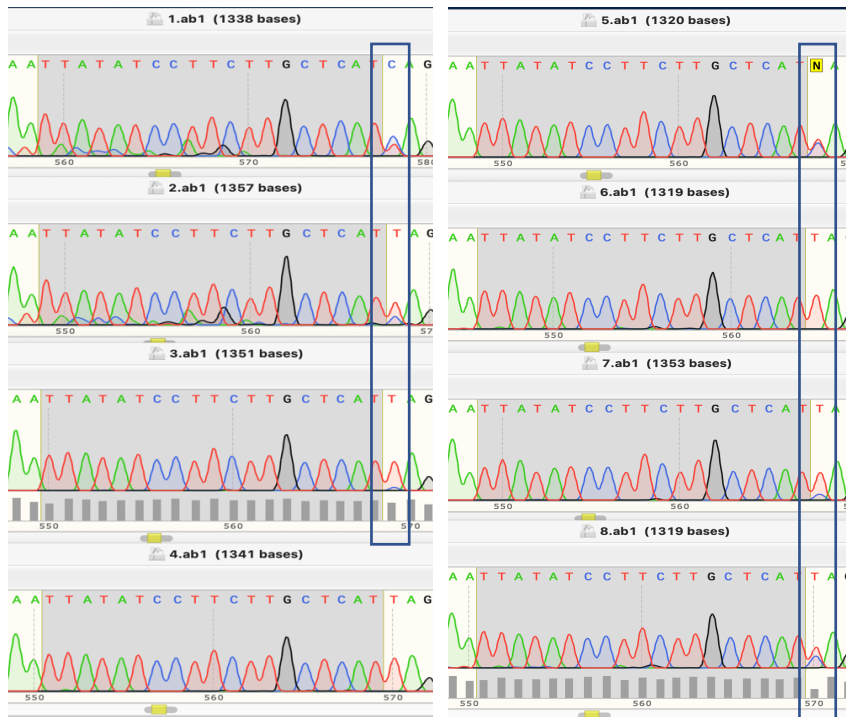 1.ab1 (1338 bases)
A A T T A T A T C C T T C T T G C T C A T C A G
560 570 580
2.ab1 (1357 bases)
A A T T A T A T C C T T C T T G C T C A T T A G
550 560
3.ab1 (1351 bases)
A A T T A T A T C C T T C T T G C T C A T T A G
550 560 570
4.ab1 (1341 bases)
A A T T A T A T C C T T C T T G C T C A T T A G
550 560 570
5.ab1 (1320 bases)
A A T T A T A T C C T T C T T G C T C A T N A
550 560
6.ab1 (1319 bases)
A A T T A T A T C C T T C T T G C T C A T T A
550 560
7.ab1 (1353 bases)
A A T T A T A T C C T T C T T G C T C A T T A
550 560
8.ab1 (1319 bases)
A A T T A T A T C C T T C T T G C T C A T T A G
550 560 570